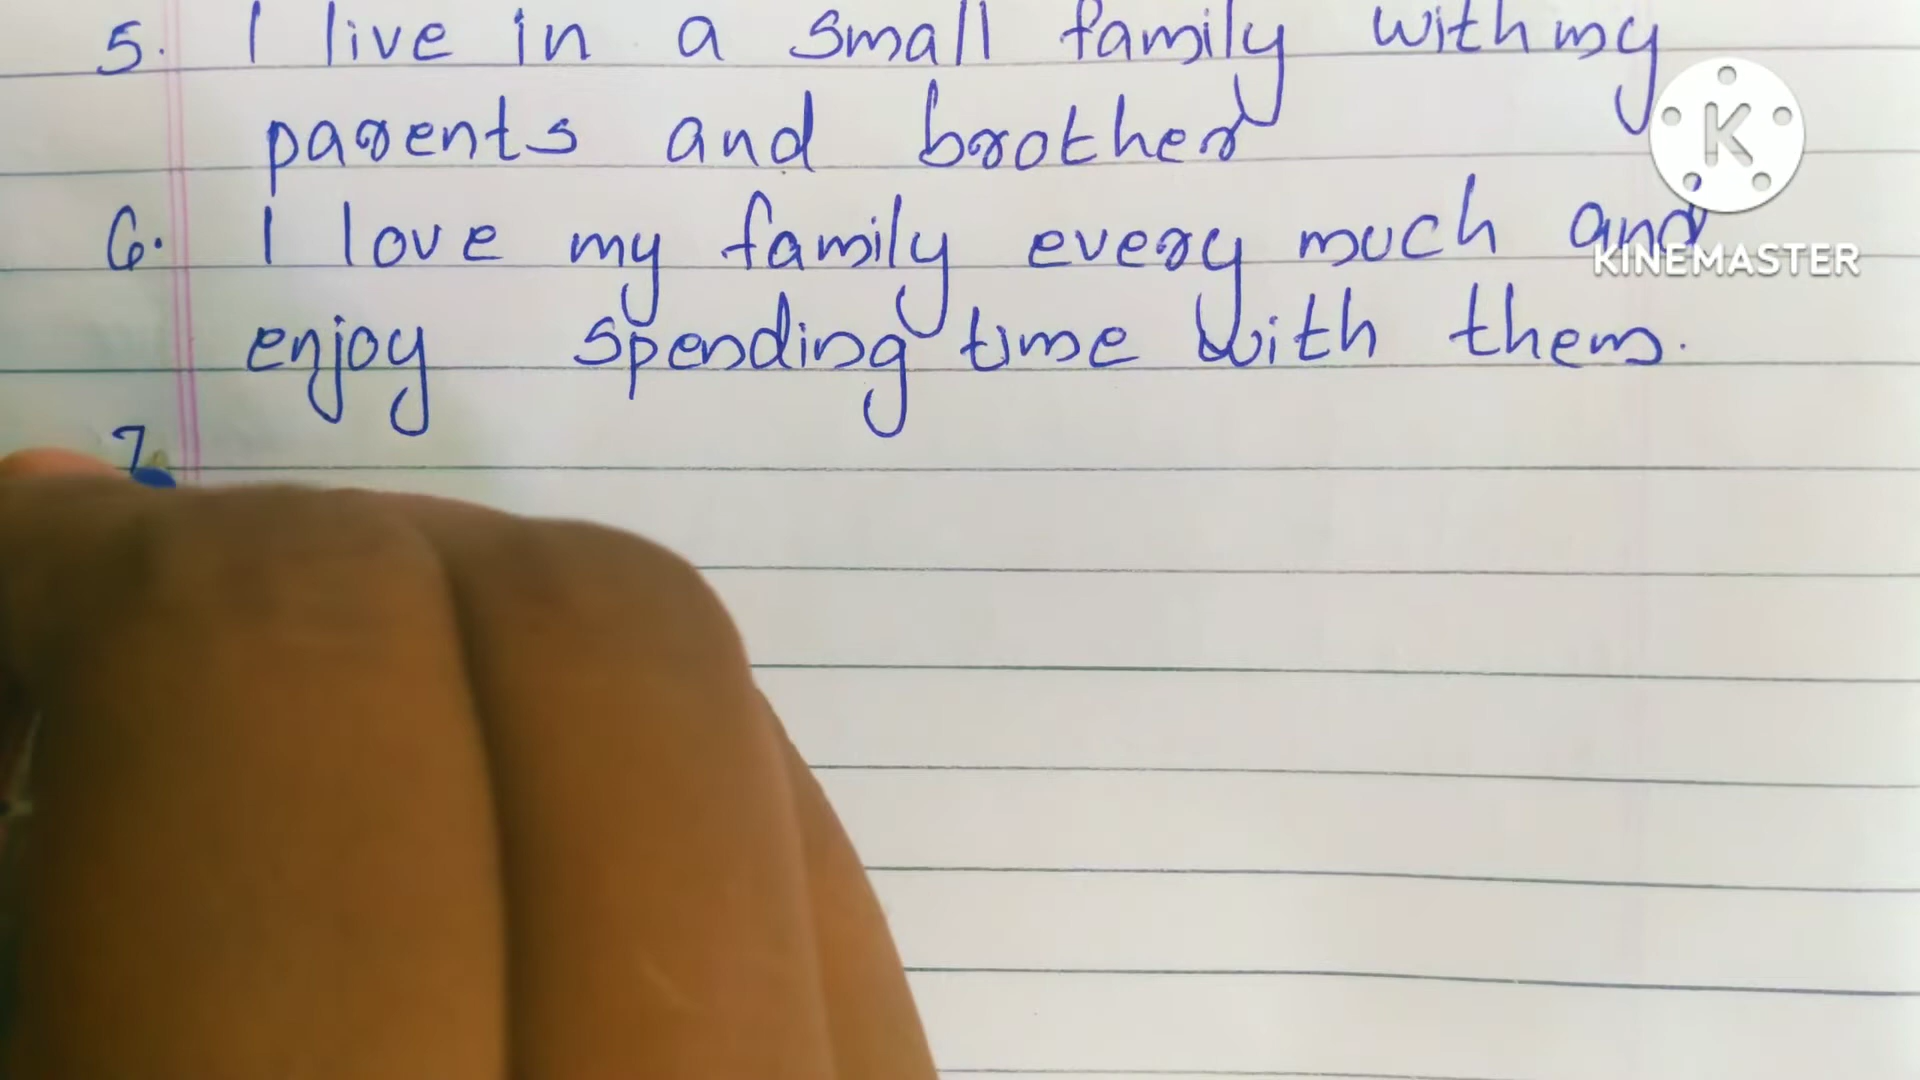 5. I live in a small family with my
parents and brother
6. I love my family every much and
enjoy spending time with them.
7
K
KINEMASTER